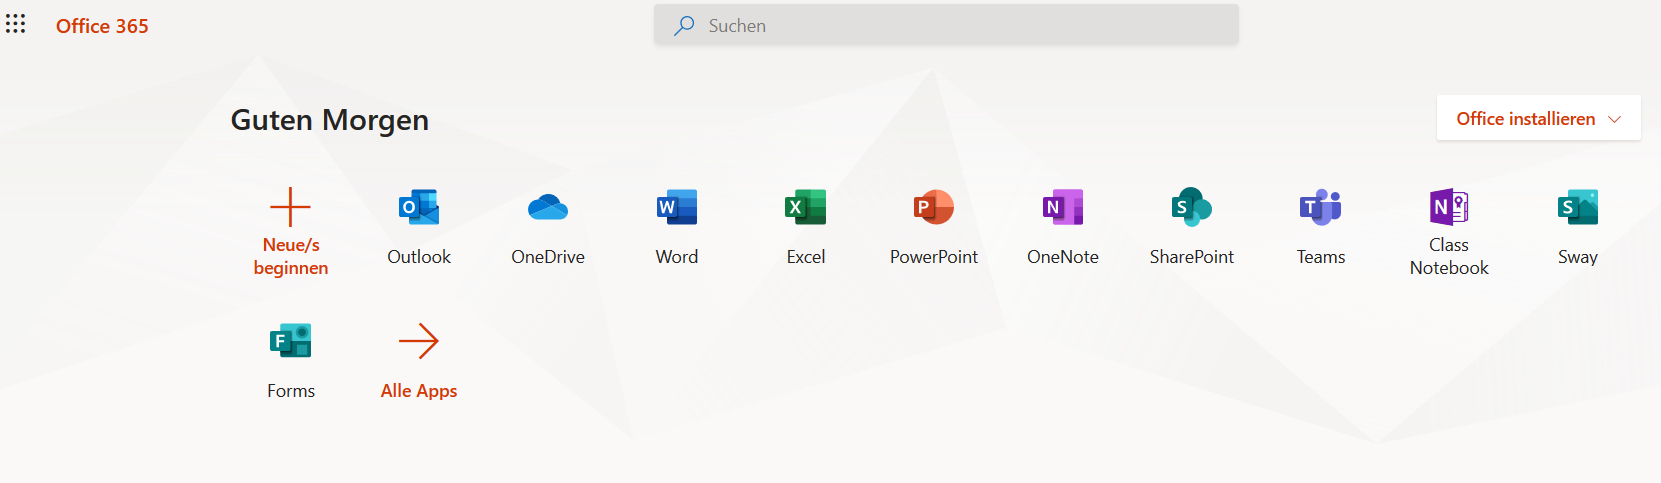 Office 365
Suchen
Guten Morgen
Office installieren
Neue/s
beginnen
Outlook
OneDrive
Word
Excel
PowerPoint
OneNote
SharePoint
Teams
Class
Notebook
Sway
Forms
Alle Apps